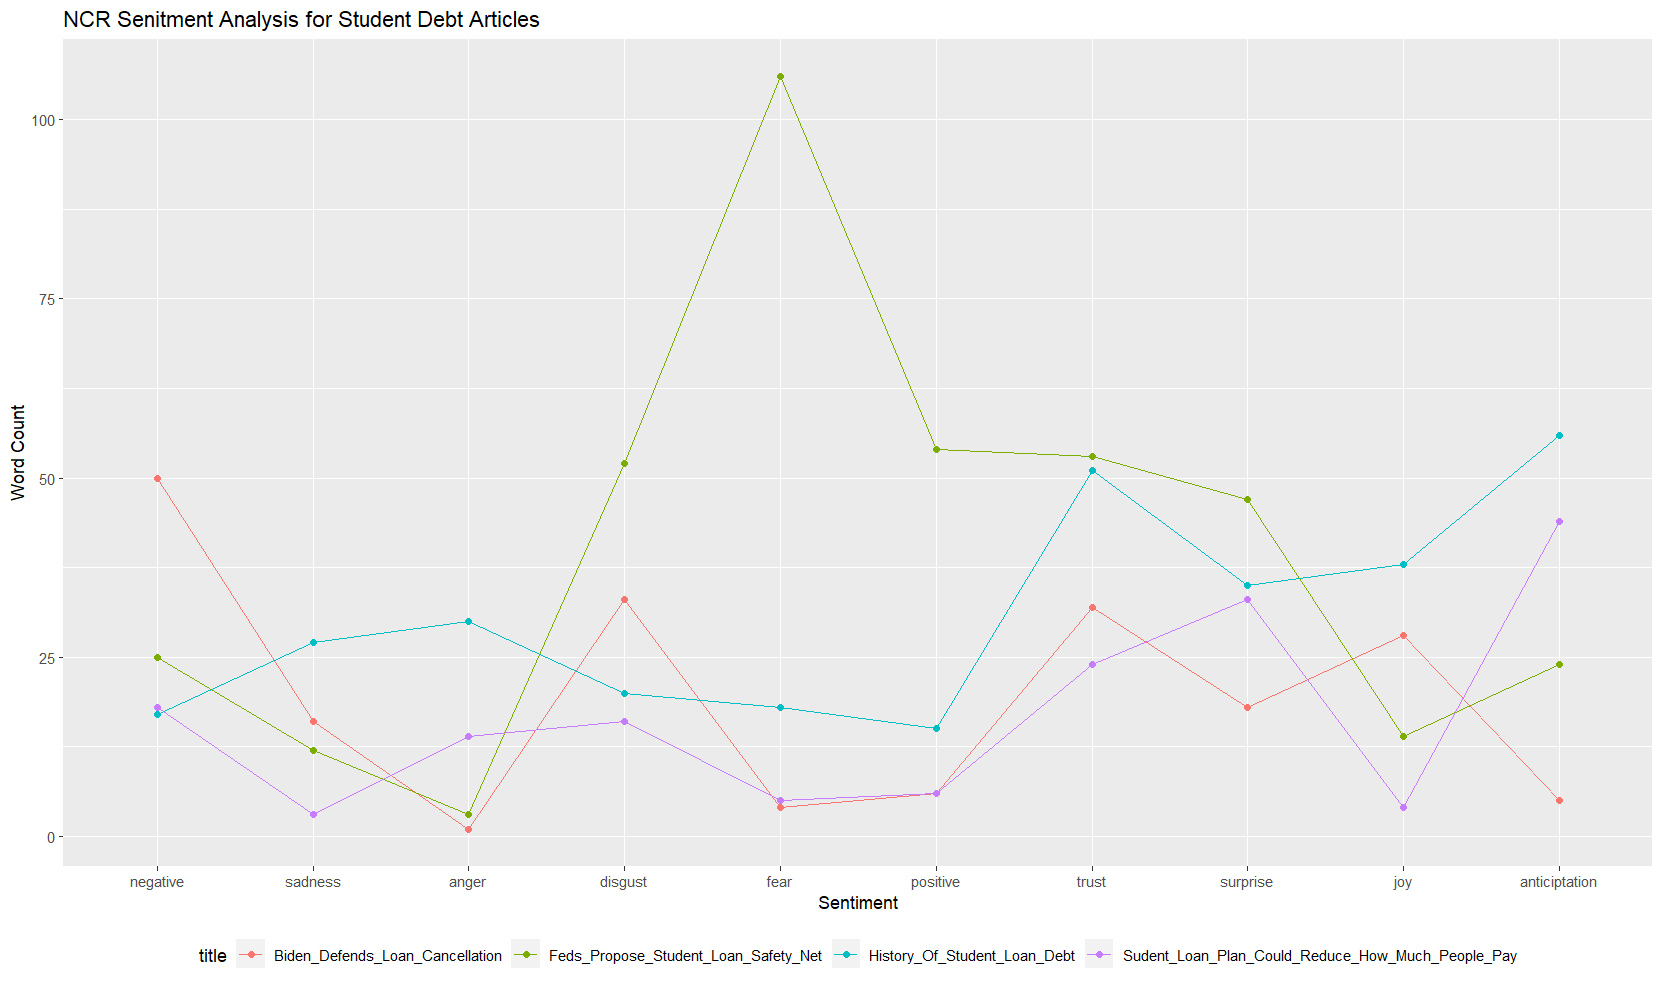 NCR Senitment Analysis for Student Debt Articles
Word Count
100
75
50
25
0
negative sadness anger disgust fear positive trust surprise joy anticiptation
Sentiment
title Biden_Defends_Loan_Cancellation Feds_Propose_Student_Loan_Safety_Net History_Of_Student_Loan_Debt Sudent_Loan_Plan_Could_Reduce_How_Much_People_Pay